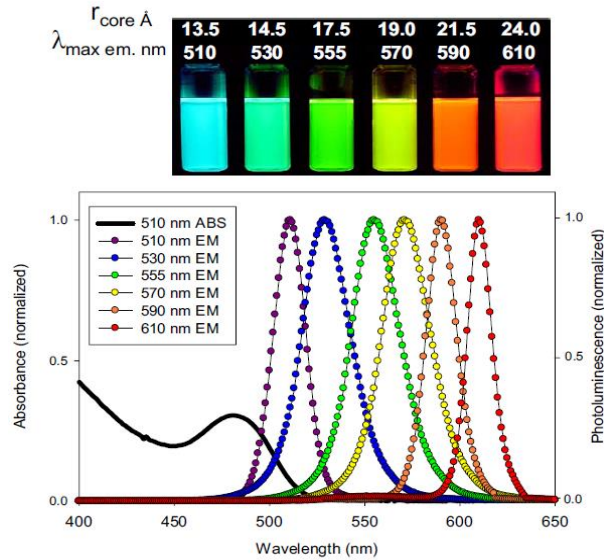 r core Å 13.5 14.5 17.5 19.0 21.5 24.0
λmax em. nm 510 530 555 570 590 610
1.0 1.0
510 nm ABS
510 nm EM
530 nm EM
555 nm EM
570 nm EM
590 nm EM
610 nm EM
Absorbance (normalized)
Photoluminescence (normalized)
0.5 0.5
0.0 0.0
400 450 500 550 600 650
Wavelength (nm)